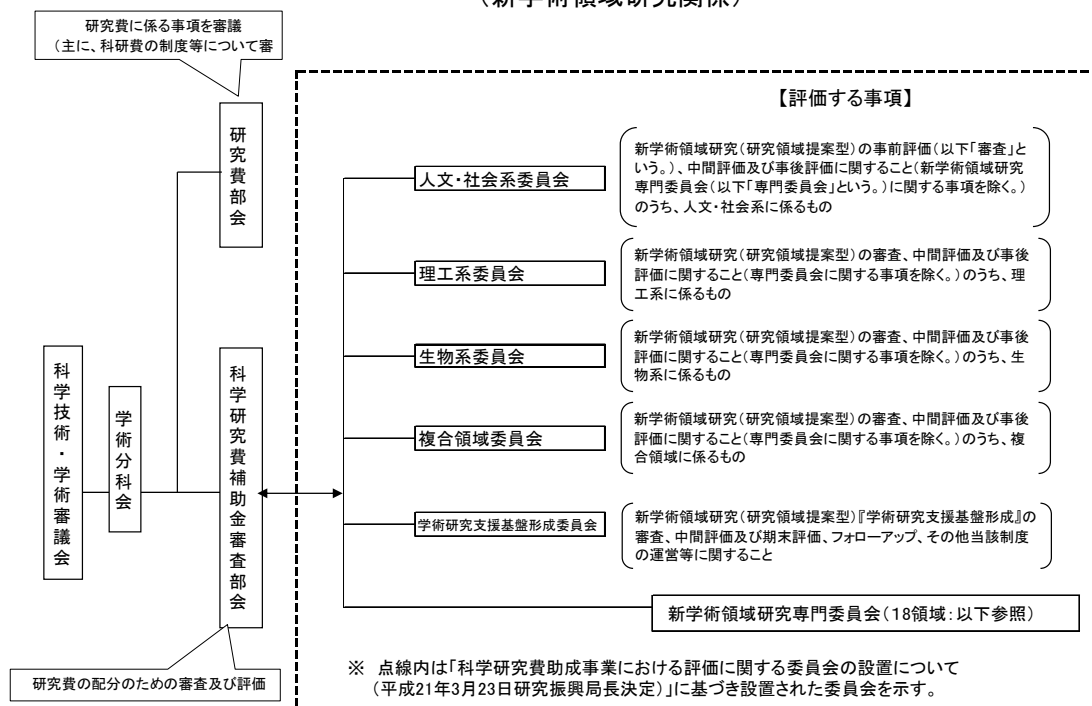 (新学術領域研究関係)
研究費に係る事項を審議
(主に、科研費の制度等について審
研究費部会
科学技術・学術審議会
学術分科会
科学研究費補助金審査部会
研究費の配分のための審査及び評価
【評価する事項】
人文・社会系委員会
新学術領域研究(研究領域提案型)の事前評価(以下「審査」と
いう。)、中間評価及び事後評価に関すること(新学術領域研究
専門委員会(以下「専門委員会」という。)に関する事項を除く。)
のうち、人文・社会系に係るもの
理工系委員会
新学術領域研究(研究領域提案型)の審査、中間評価及び事後
評価に関すること(専門委員会に関する事項を除く。)のうち、理
工系に係るもの
生物系委員会
新学術領域研究(研究領域提案型)の審査、中間評価及び事後
評価に関すること(専門委員会に関する事項を除く。)のうち、生
物系に係るもの
複合領域委員会
新学術領域研究(研究領域提案型)の審査、中間評価及び事後
評価に関すること(専門委員会に関する事項を除く。)のうち、複
合領域に係るもの
学術研究支援基盤形成委員会
新学術領域研究(研究領域提案型)『学術研究支援基盤形成』の
審査、中間評価及び期末評価、フォローアップ、その他当該制度
の運営等に関すること
新学術領域研究専門委員会(18領域:以下参照)
※ 点線内は「科学研究費助成事業における評価に関する委員会の設置について
(平成21年3月23日研究振興局長決定)」に基づき設置された委員会を示す。